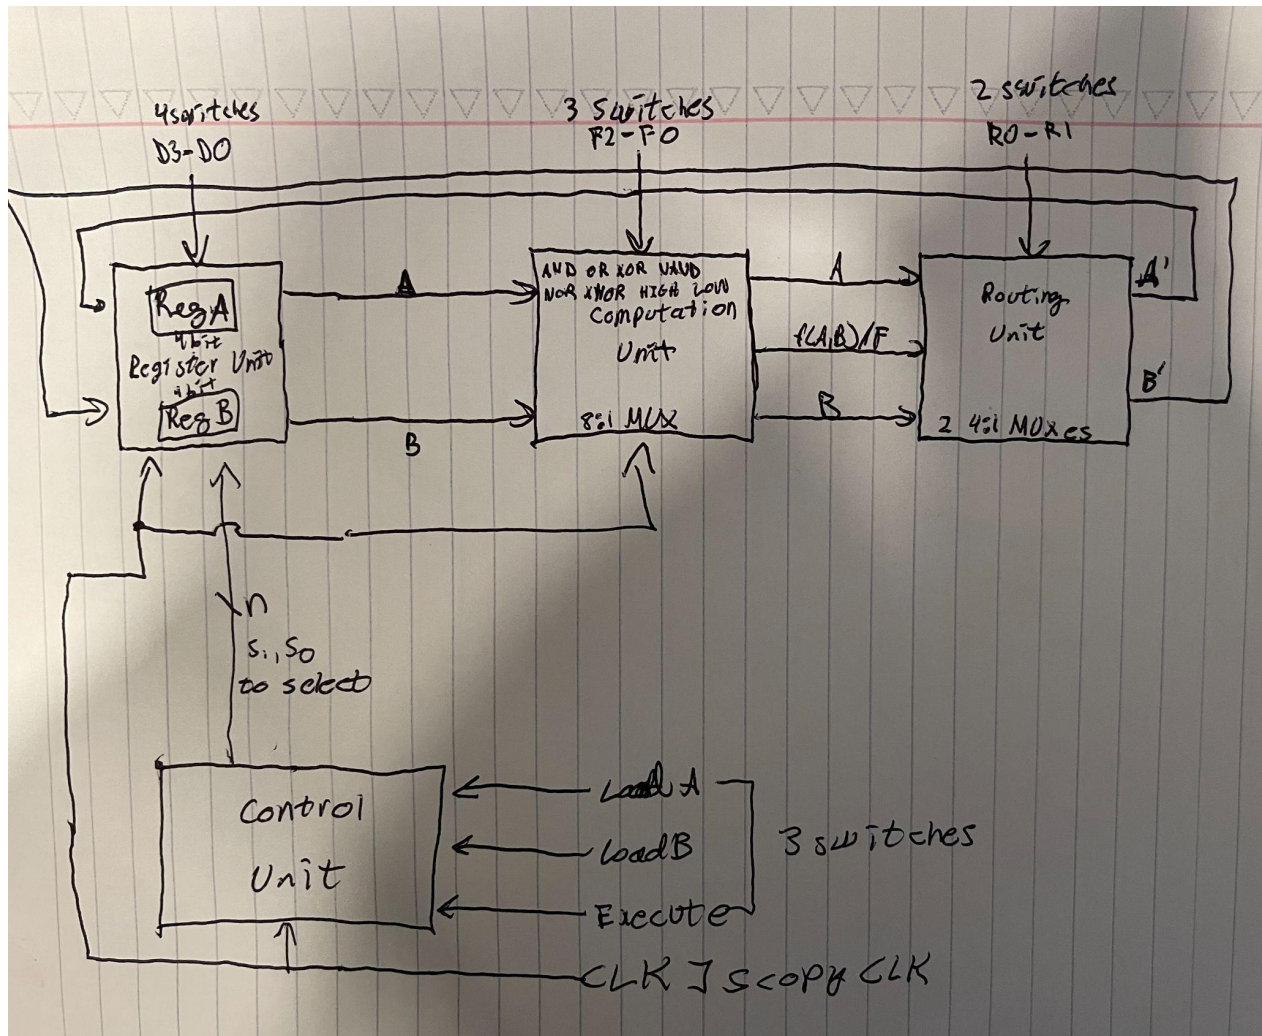 4 switches
D3-D0
3 switches
F2-F0
2 switches
R0-R1
Reg A
4 bit
Register Unit
4 bit
Reg B
A
B
AND OR XOR NAND
NOR XNOR HIGH LOW
Computation
Unit
8:1 MUX
A
f(A,B)/F
B
Routing
Unit
2 4:1 MUXes
A'
B'
n
S1, S0
to select
Control
Unit
Load A
Load B
Execute
3 switches
CLK ] scopy CLK